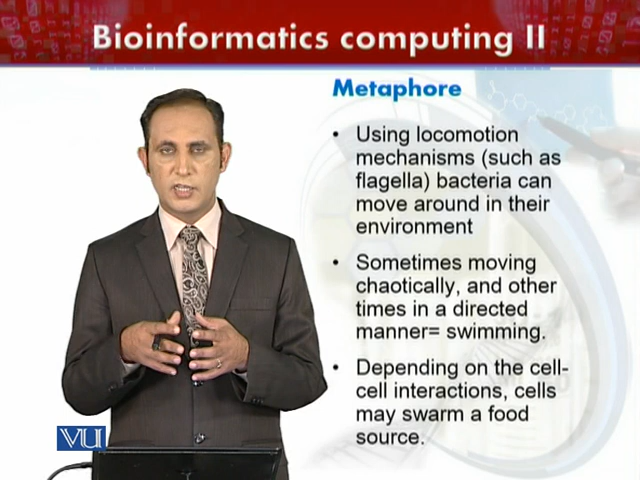 Bioinformatics computing II
Metaphore
• Using locomotion
mechanisms (such as
flagella) bacteria can
move around in their
environment
• Sometimes moving
chaotically, and other
times in a directed
manner= swimming.
• Depending on the cell-
cell interactions, cells
may swarm a food
source.
VU